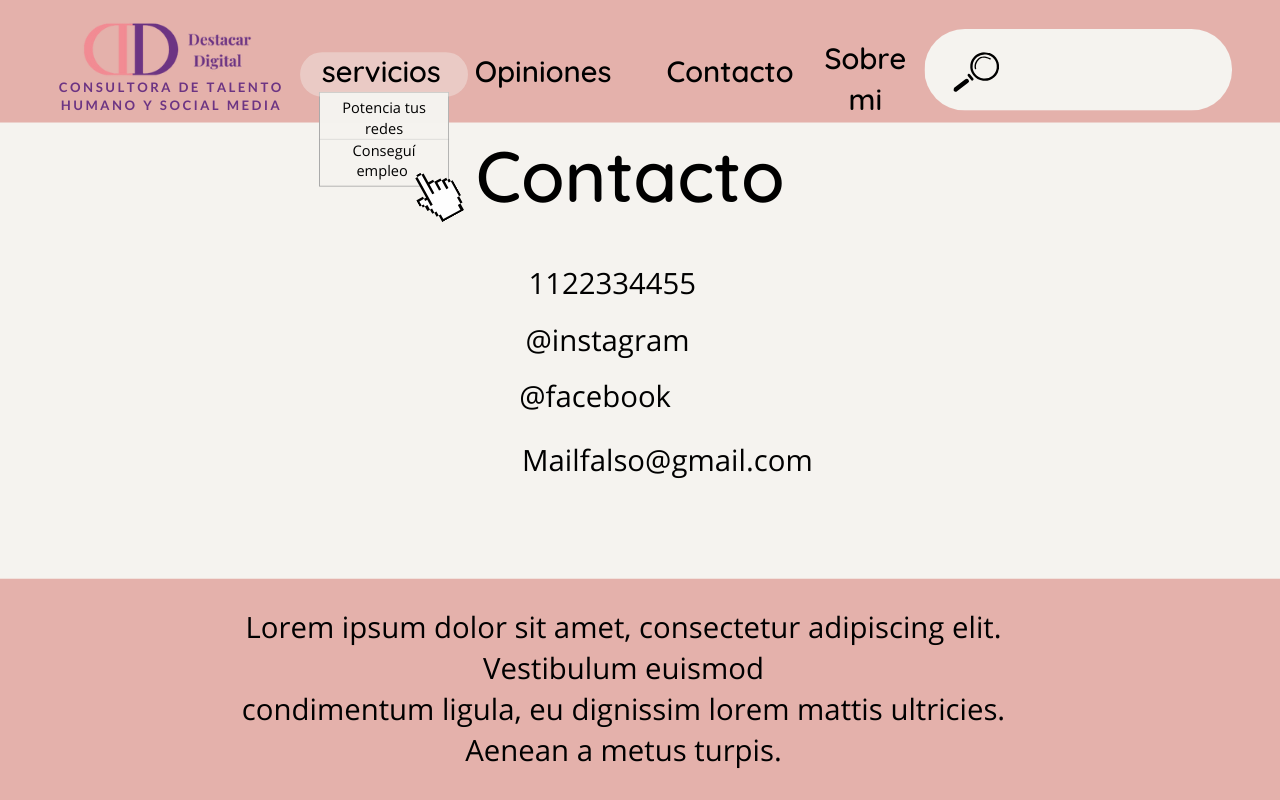 Destacar
Digital
CONSULTORA DE TALENTO
HUMANO Y SOCIAL MEDIA
servicios
Opiniones
Contacto
Sobre
mi
Potencia tus
redes
Conseguí
empleo
Contacto
1122334455
@instagram
@facebook
Mailfalso@gmail.com
Lorem ipsum dolor sit amet, consectetur adipiscing elit.
Vestibulum euismod
condimentum ligula, eu dignissim lorem mattis ultricies.
Aenean a metus turpis.